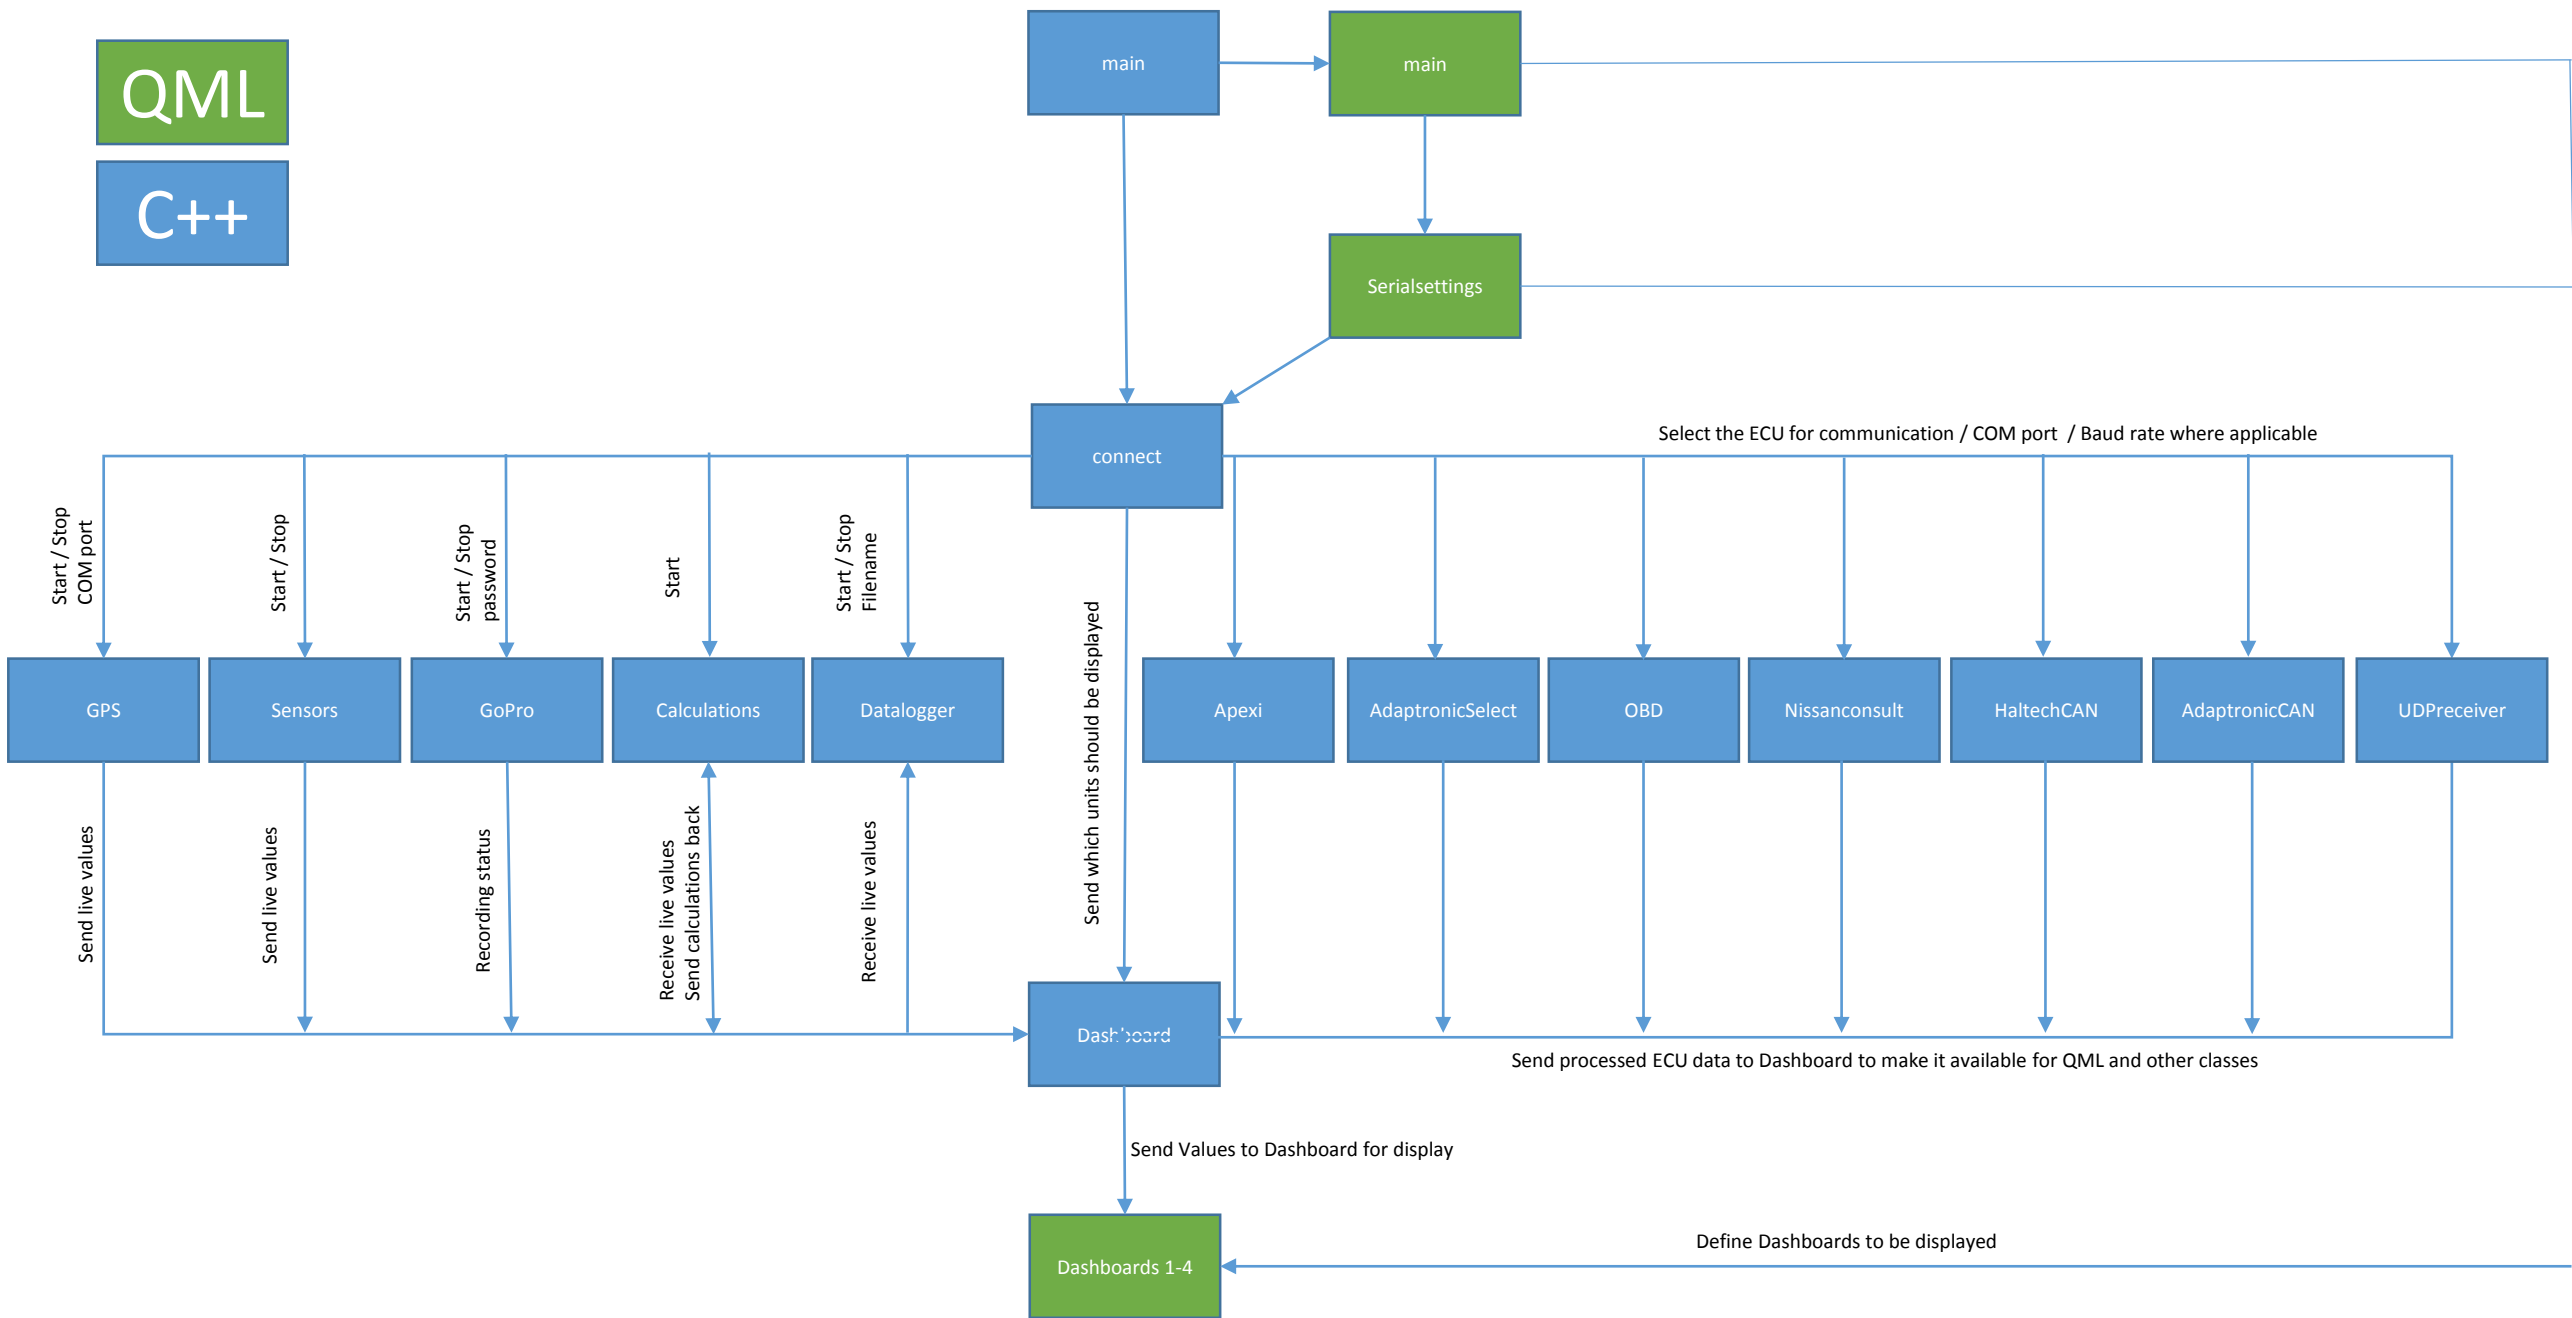 QML
C++
main
main
Serialsettings
connect
Select the ECU for communication / COM port  / Baud rate where applicable
Start / Stop
COM port
Start / Stop
Start / Stop
password
Start
Start / Stop
Filename
Send which units should be displayed
GPS
Sensors
GoPro
Calculations
Datalogger
Apexi
AdaptronicSelect
OBD
Nissanconsult
HaltechCAN
AdaptronicCAN
UDPreceiver
Send live values
Send live values
Recording status
Receive live values
Send calculations back
Receive live values
Dashboard
Send processed ECU data to Dashboard to make it available for QML and other classes
Send Values to Dashboard for display
Define Dashboards to be displayed
Dashboards 1-4